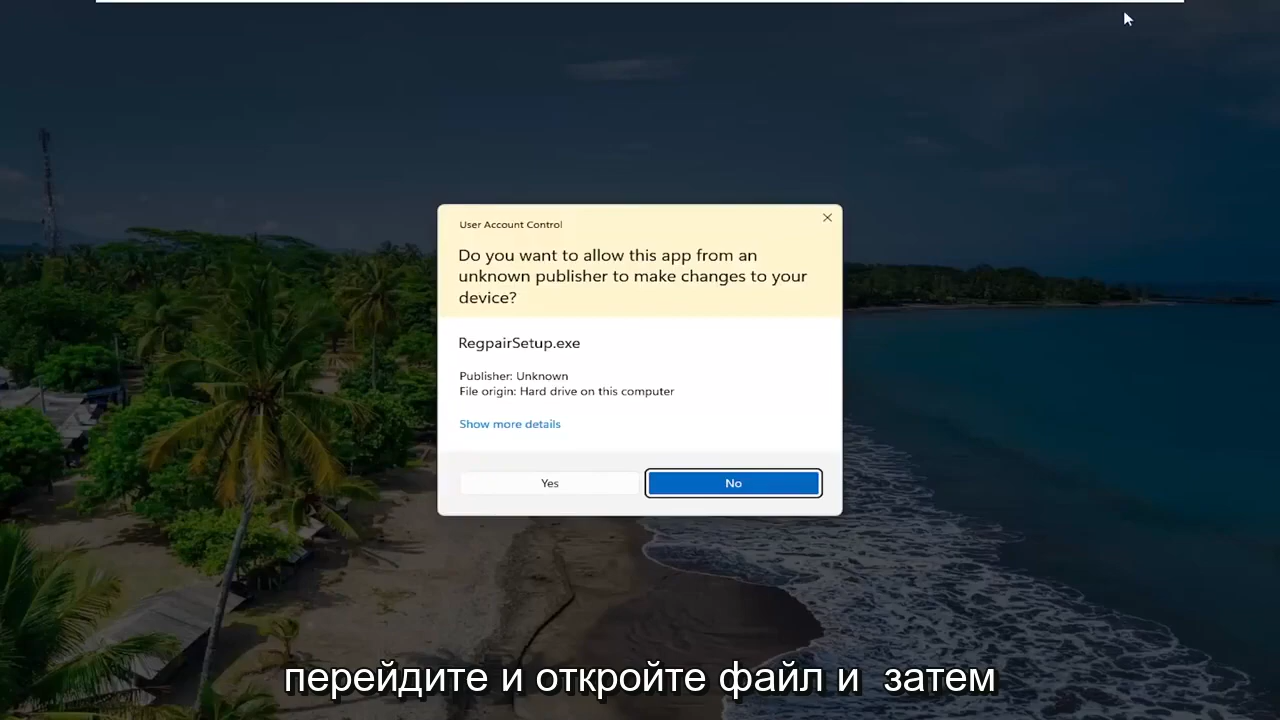 User Account Control
Do you want to allow this app from an
unknown publisher to make changes to your
device?
RegpairSetup.exe
Publisher: Unknown
File origin: Hard drive on this computer
Show more details
Yes
No
перейдите и откройте файл и  затем